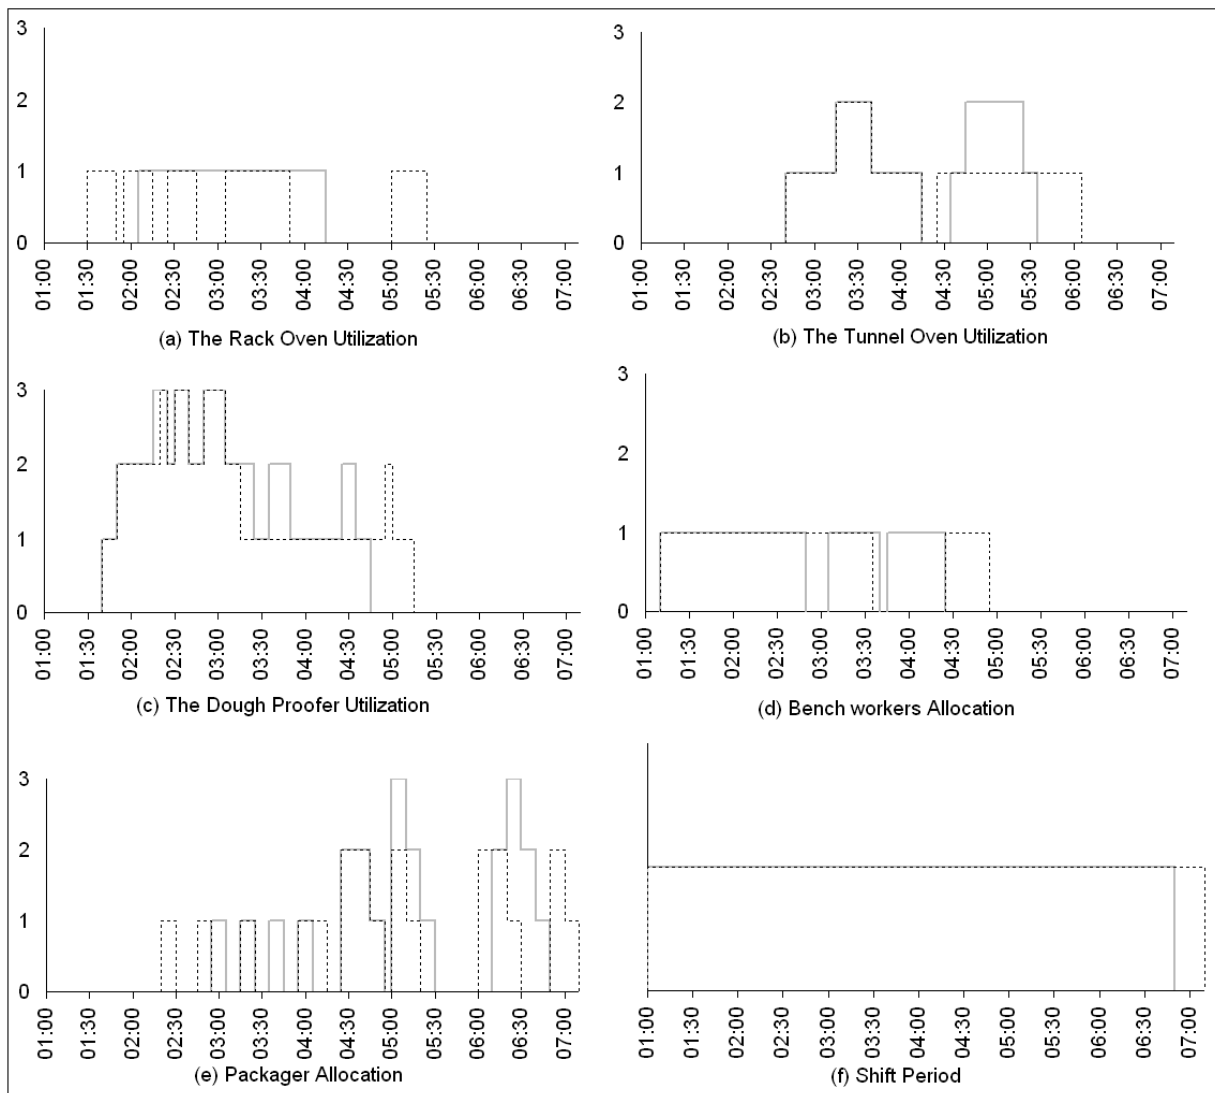 3
2
1
0
01:00 01:30 02:00 02:30 03:00 03:30 04:00 04:30 05:00 05:30 06:00 06:30 07:00
(a) The Rack Oven Utilization
3
2
1
0
01:00 01:30 02:00 02:30 03:00 03:30 04:00 04:30 05:00 05:30 06:00 06:30 07:00
(b) The Tunnel Oven Utilization
3
2
1
0
01:00 01:30 02:00 02:30 03:00 03:30 04:00 04:30 05:00 05:30 06:00 06:30 07:00
(c) The Dough Proofer Utilization
3
2
1
0
01:00 01:30 02:00 02:30 03:00 03:30 04:00 04:30 05:00 05:30 06:00 06:30 07:00
(d) Bench workers Allocation
3
2
1
0
01:00 01:30 02:00 02:30 03:00 03:30 04:00 04:30 05:00 05:30 06:00 06:30 07:00
(e) Packager Allocation
01:00 01:30 02:00 02:30 03:00 03:30 04:00 04:30 05:00 05:30 06:00 06:30 07:00
(f) Shift Period